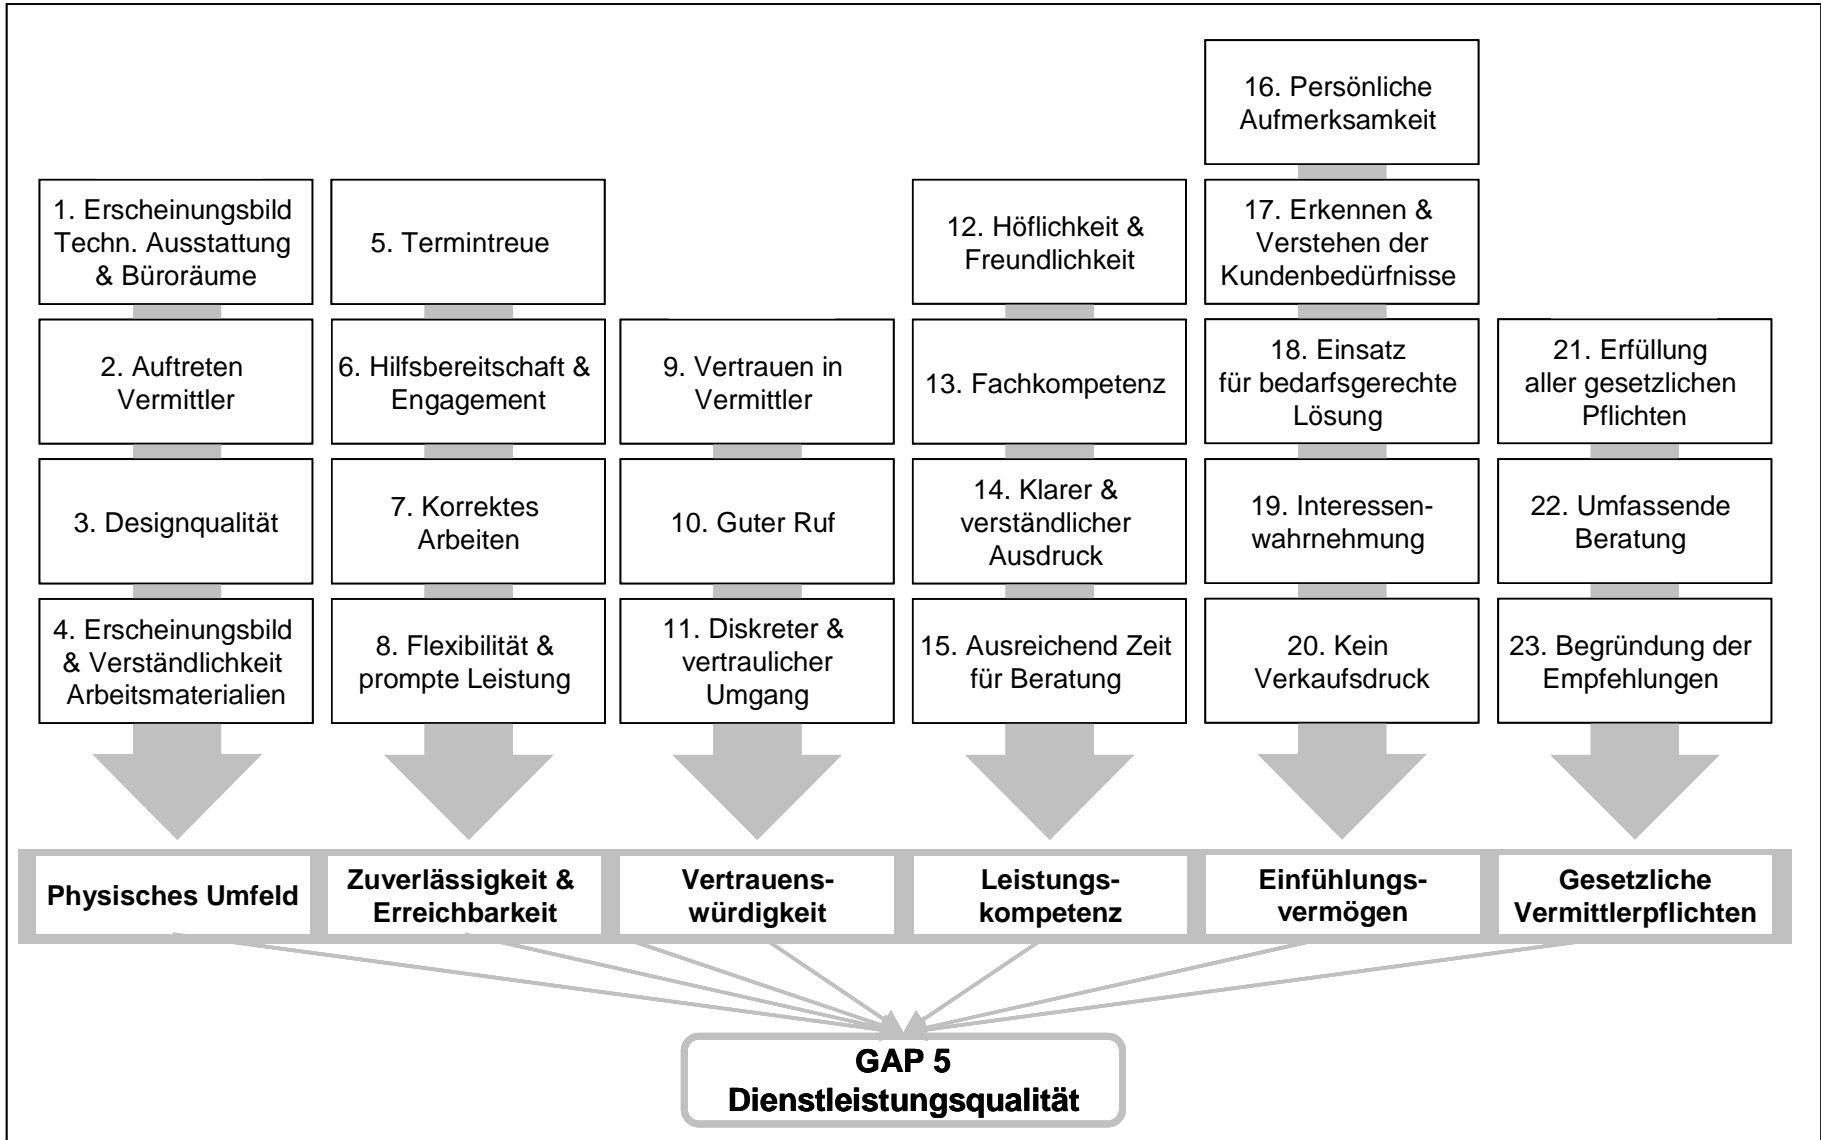 1. Erscheinungsbild
Techn. Ausstattung
& Büroräume
2. Auftreten
Vermittler
3. Designqualität
4. Erscheinungsbild
& Verständlichkeit
Arbeitsmaterialien
Physisches Umfeld
5. Termintreue
6. Hilfsbereitschaft &
Engagement
7. Korrektes
Arbeiten
8. Flexibilität &
prompte Leistung
Zuverlässigkeit &
Erreichbarkeit
9. Vertrauen in
Vermittler
10. Guter Ruf
11. Diskreter &
vertraulicher
Umgang
Vertrauens-
würdigkeit
12. Höflichkeit &
Freundlichkeit
13. Fachkompetenz
14. Klarer &
verständlicher
Ausdruck
15. Ausreichend Zeit
für Beratung
Leistungs-
kompetenz
16. Persönliche
Aufmerksamkeit
17. Erkennen &
Verstehen der
Kundenbedürfnisse
18. Einsatz
für bedarfsgerechte
Lösung
19. Interessen-
wahrnehmung
20. Kein
Verkaufsdruck
Einfühlungs-
vermögen
21. Erfüllung
aller gesetzlichen
Pflichten
22. Umfassende
Beratung
23. Begründung der
Empfehlungen
Gesetzliche
Vermittlerpflichten
GAP 5
Dienstleistungsqualität